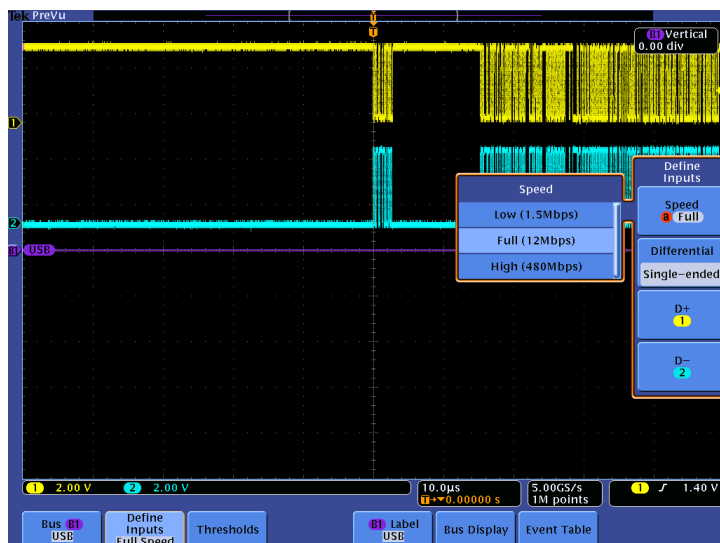 Tek PreVu
T
T
B1 Vertical
0.00 div
1
Define
Inputs
Speed
Speed
a Full
Low (1.5Mbps)
2
Full (12Mbps)
B1 USB
Differential
High (480Mbps)
Single-ended
D+
1
D-
2
1 2.00 V 2 2.00 V
10.0µs
T→▼0.00000 s
5.00GS/s
1M points
1 ƒ 1.40 V
Bus B1
USB
Define
Inputs
Full Speed
Thresholds
B1 Label
USB
Bus Display
Event Table